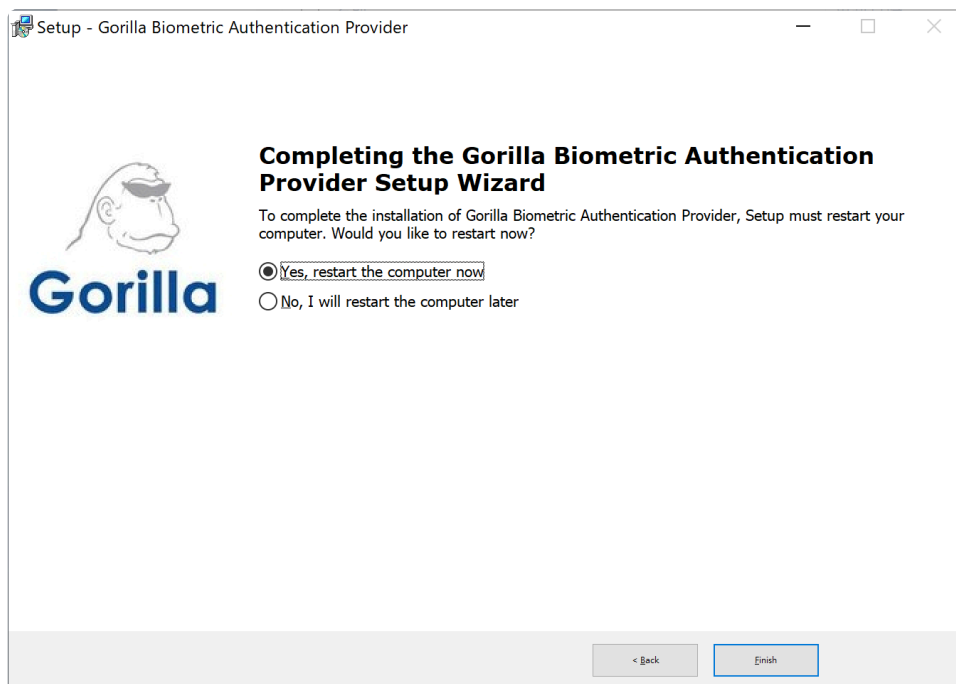 Setup - Gorilla Biometric Authentication Provider
Completing the Gorilla Biometric Authentication
Provider Setup Wizard
To complete the installation of Gorilla Biometric Authentication Provider, Setup must restart your
computer. Would you like to restart now?
Yes, restart the computer now
No, I will restart the computer later
Gorilla
< Back
Finish